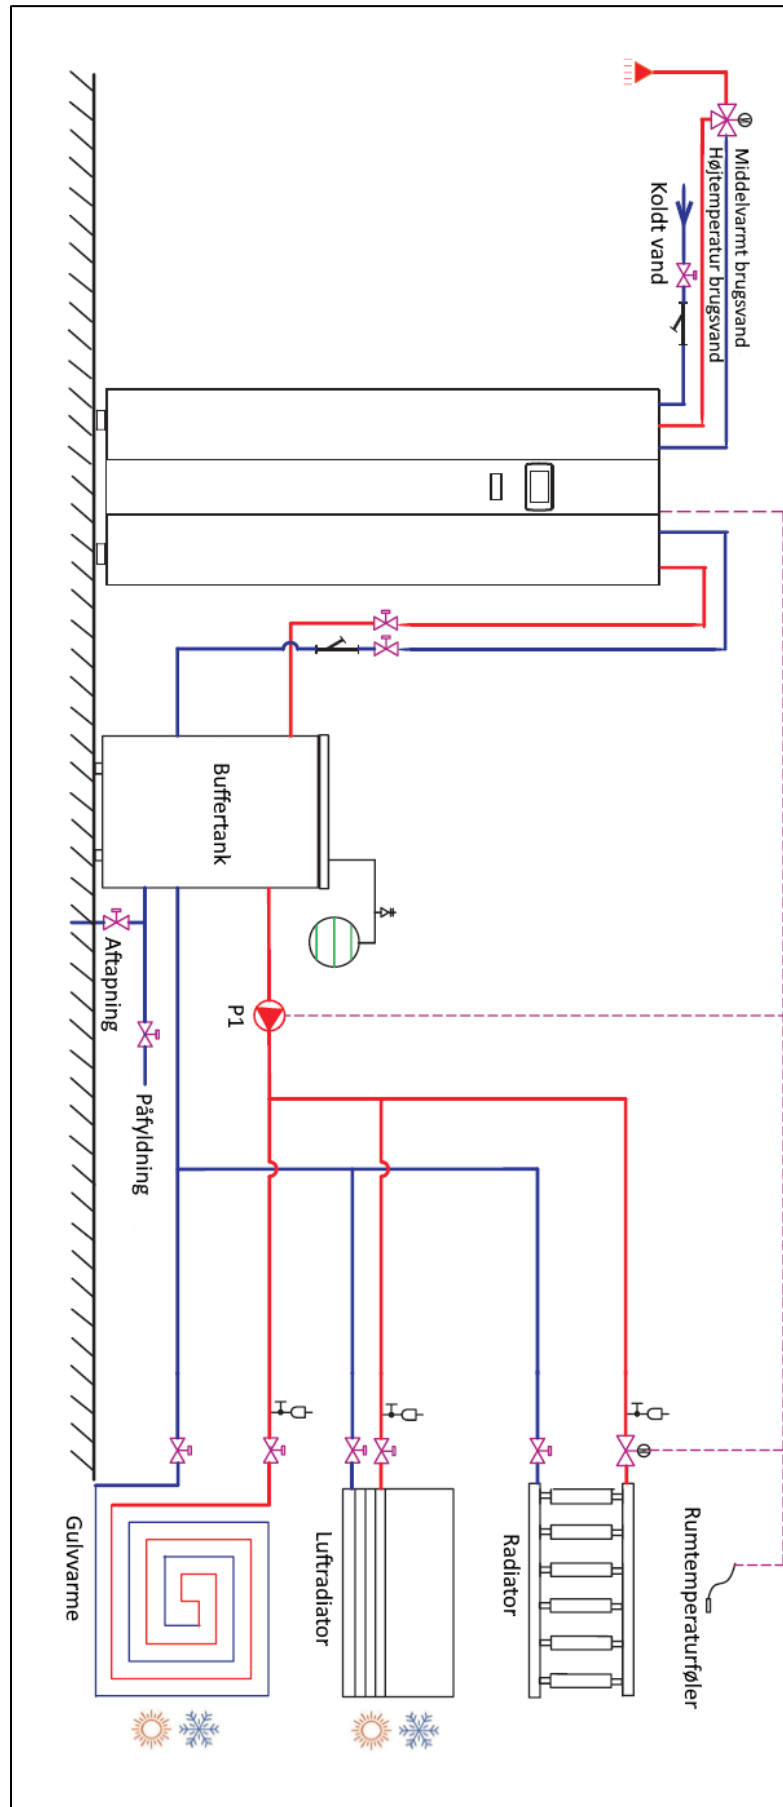 Middelvarmt brugsvand
Højtemperatur brugsvand
Koldt vand
Buffertank
Aftapning
P1
Påfyldning
Gulvvarme
Luftradiator
Radiator
Rumtemperaturføler